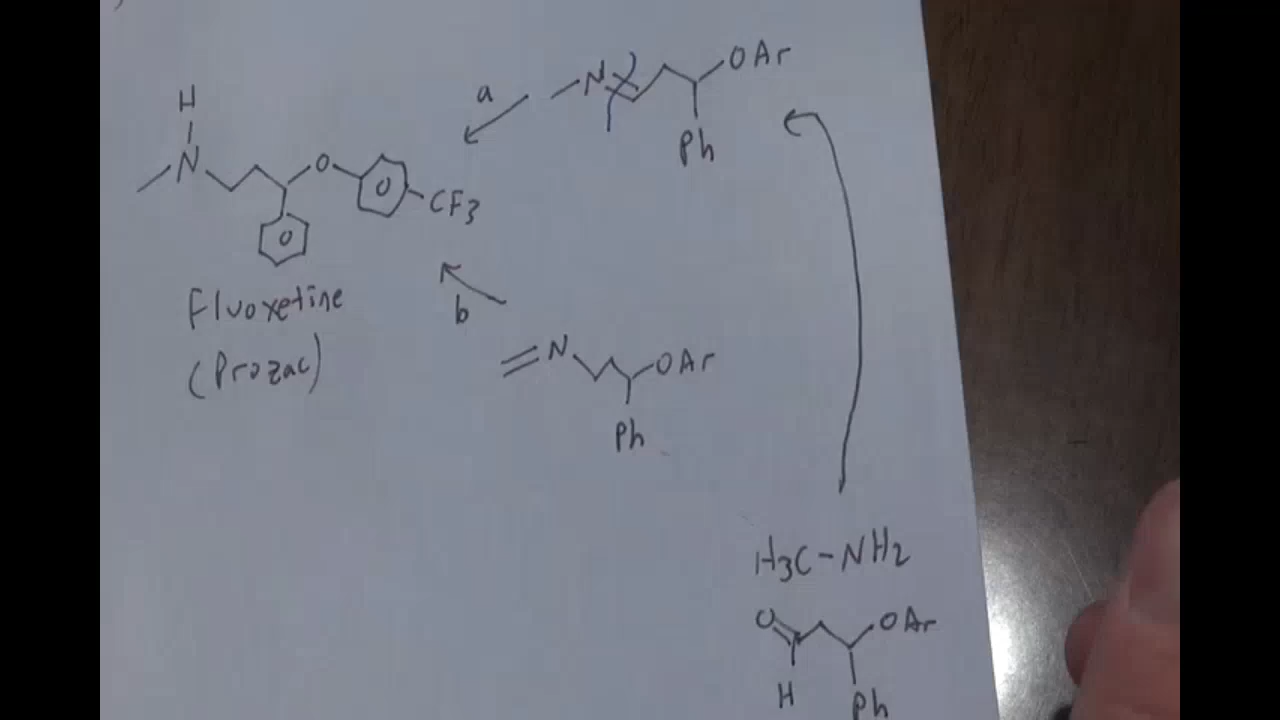 OAr
N
Ph
a
H
N
O
O
CF3
O
Fluoxetine
(Prozac)
b
N
OAr
Ph
H3C-NH2
O
OAr
H
Ph